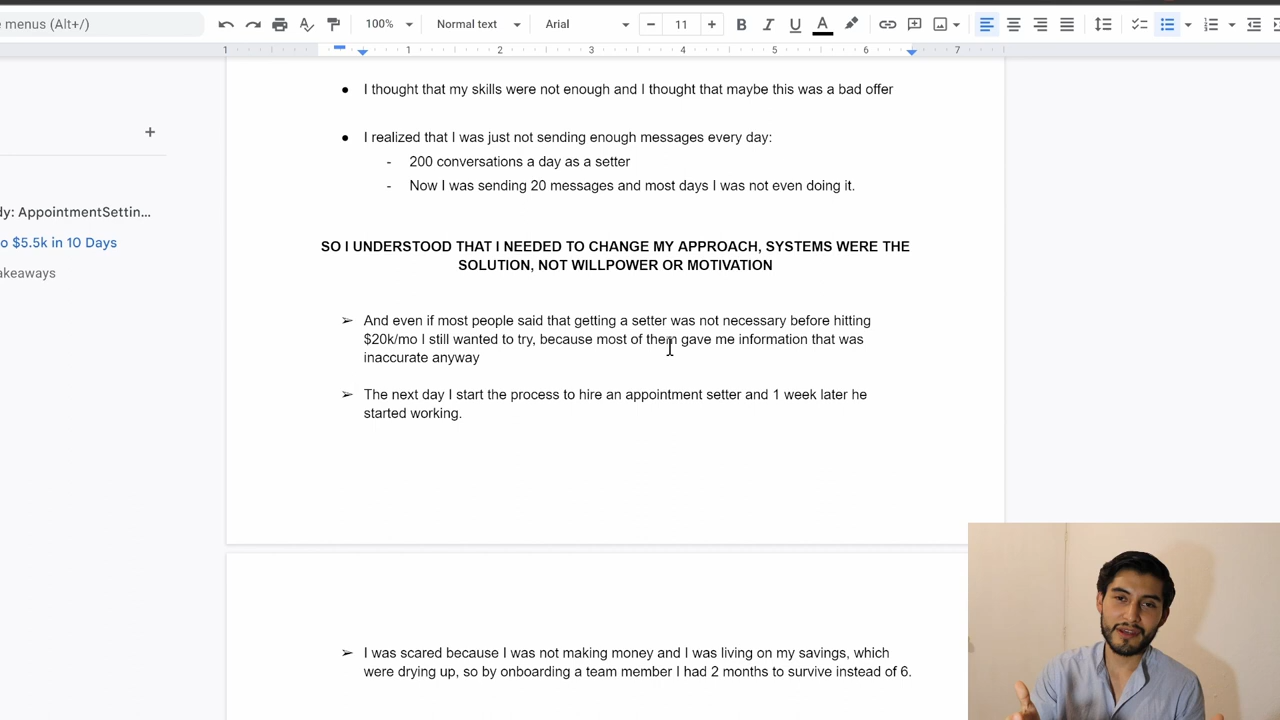 e menus (Alt+/)
100%
Normal text
Arial
11
B I U A
1 1 2 3 4 5 6 7
● I thought that my skills were not enough and I thought that maybe this was a bad offer
● I realized that I was just not sending enough messages every day:
- 200 conversations a day as a setter
- Now I was sending 20 messages and most days I was not even doing it.
dy: AppointmentSettin...
o $5.5k in 10 Days
akeaways
SO I UNDERSTOOD THAT I NEEDED TO CHANGE MY APPROACH, SYSTEMS WERE THE
SOLUTION, NOT WILLPOWER OR MOTIVATION
➢ And even if most people said that getting a setter was not necessary before hitting
$20k/mo I still wanted to try, because most of them gave me information that was
inaccurate anyway
➢ The next day I start the process to hire an appointment setter and 1 week later he
started working.
➢ I was scared because I was not making money and I was living on my savings, which
were drying up, so by onboarding a team member I had 2 months to survive instead of 6.